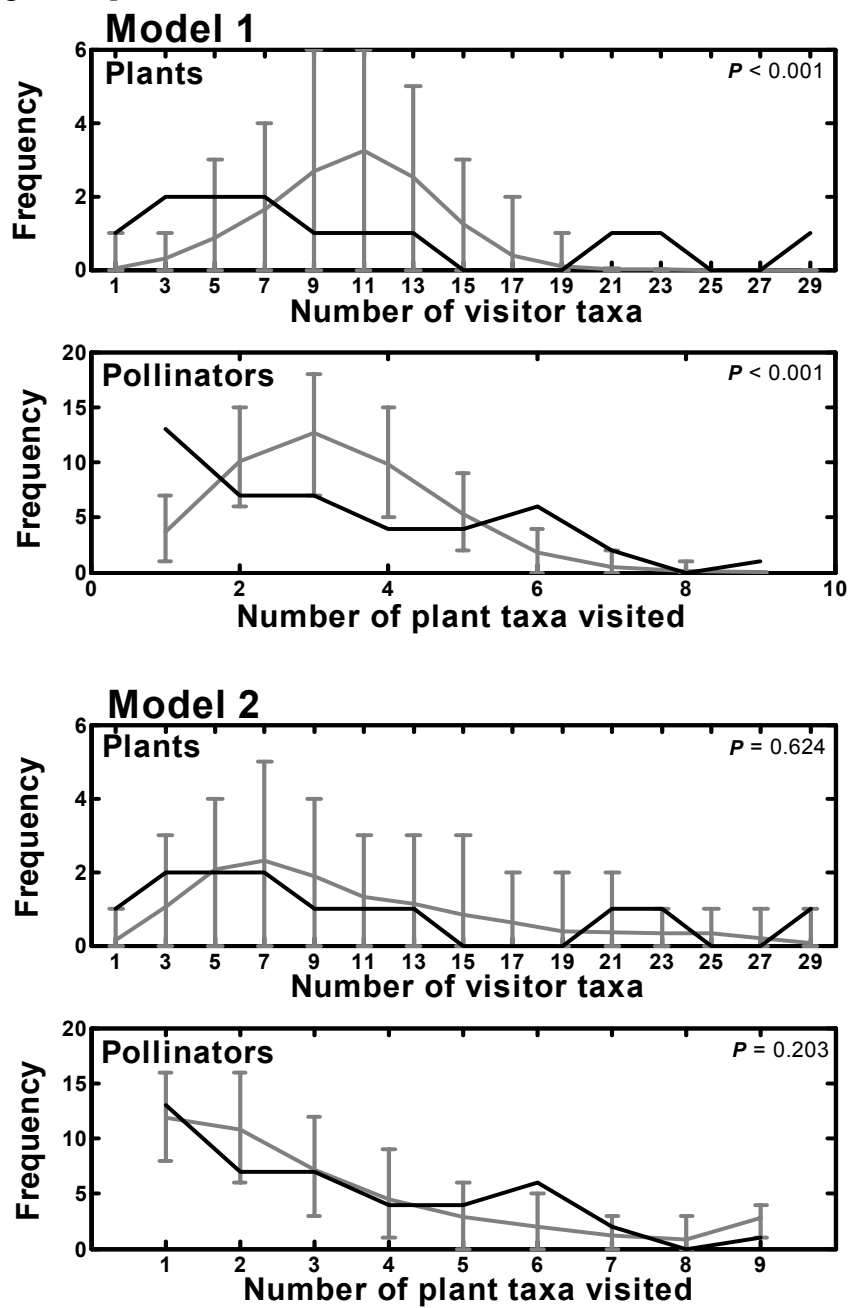 Model 1
Plants
P < 0.001
Frequency
6
4
2
0
1 3 5 7 9 11 13 15 17 19 21 23 25 27 29
Number of visitor taxa
Pollinators
P < 0.001
Frequency
20
15
10
5
0
0 2 4 6 8 10
Number of plant taxa visited
Model 2
Plants
P = 0.624
Frequency
6
4
2
0
1 3 5 7 9 11 13 15 17 19 21 23 25 27 29
Number of visitor taxa
Pollinators
P = 0.203
Frequency
20
15
10
5
0
1 2 3 4 5 6 7 8 9
Number of plant taxa visited